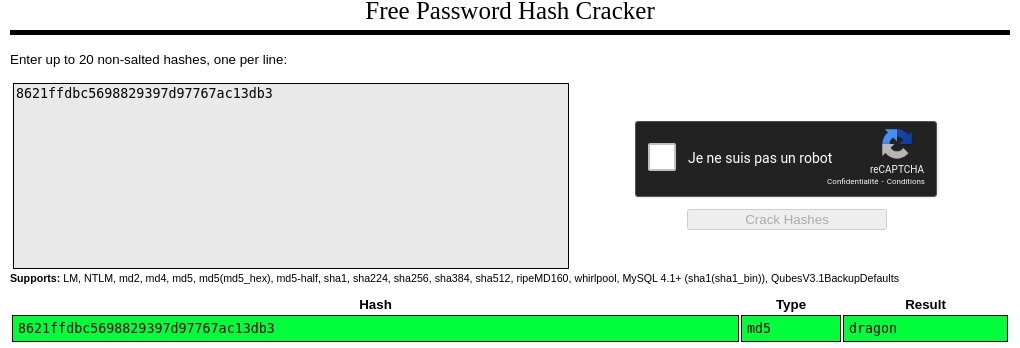 Free Password Hash Cracker
Enter up to 20 non-salted hashes, one per line:
8621ffdbc5698829397d97767ac13db3
Je ne suis pas un robot
reCAPTCHA
Confidentialité - Conditions
Crack Hashes
Supports: LM, NTLM, md2, md4, md5, md5(md5_hex), md5-half, sha1, sha224, sha256, sha384, sha512, ripeMD160, whirlpool, MySQL 4.1+ (sha1(sha1_bin)), QubesV3.1BackupDefaults
Hash Type Result
8621ffdbc5698829397d97767ac13db3 md5 dragon